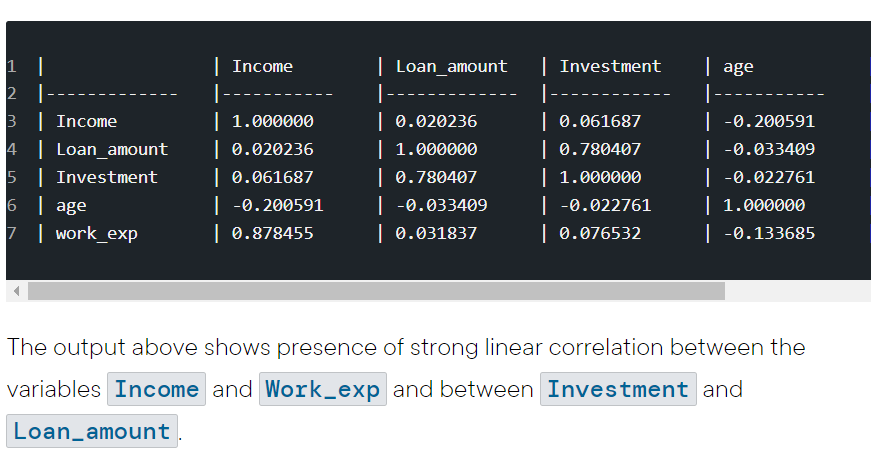 1 | | Income | Loan_amount | Investment | age
2 |------------- |----------- |------------- |------------ |-----------
3 | Income | 1.000000 | 0.020236 | 0.061687 | -0.200591
4 | Loan_amount | 0.020236 | 1.000000 | 0.780407 | -0.033409
5 | Investment | 0.061687 | 0.780407 | 1.000000 | -0.022761
6 | age | -0.200591 | -0.033409 | -0.022761 | 1.000000
7 | work_exp | 0.878455 | 0.031837 | 0.076532 | -0.133685
The output above shows presence of strong linear correlation between the
variables Income and Work_exp and between Investment and
Loan_amount.